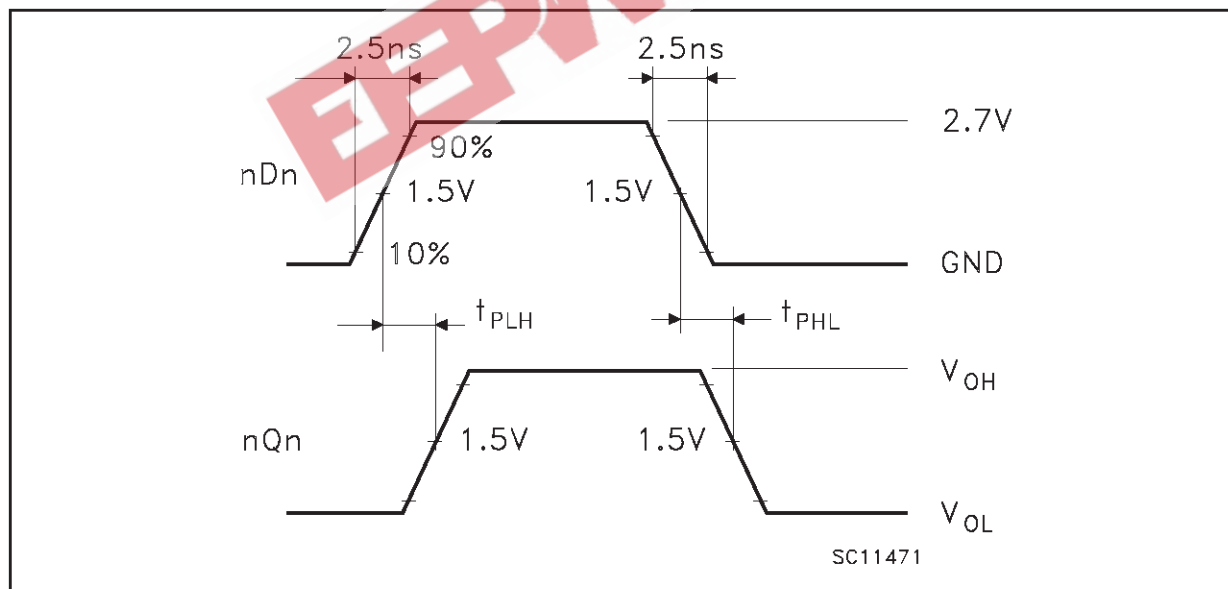 2.5ns 2.5ns
2.7V
90%
nDn 1.5V 1.5V
10% GND
tPLH tPHL
VOH
nQn 1.5V 1.5V
VOL
SC11471